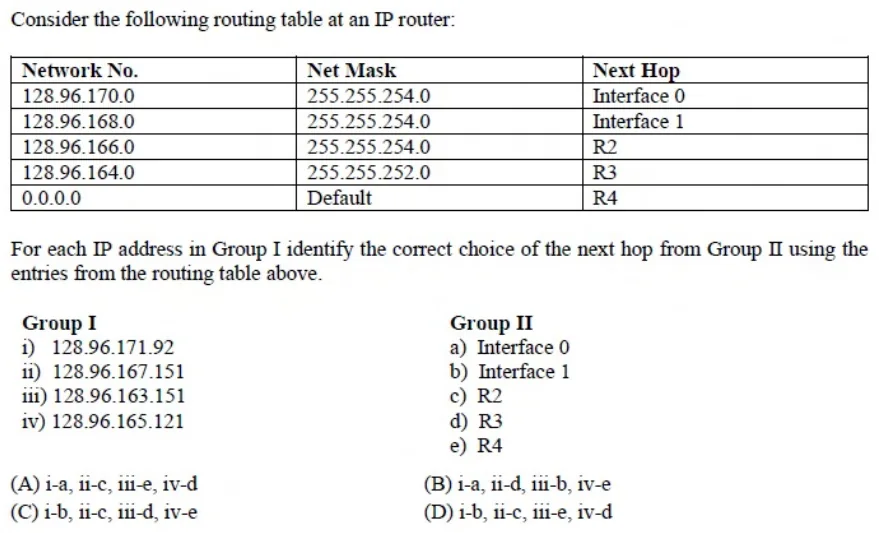 Consider the following routing table at an IP router:
Network No. Net Mask Next Hop
128.96.170.0 255.255.254.0 Interface 0
128.96.168.0 255.255.254.0 Interface 1
128.96.166.0 255.255.254.0 R2
128.96.164.0 255.255.252.0 R3
0.0.0.0 Default R4
For each IP address in Group I identify the correct choice of the next hop from Group II using the
entries from the routing table above.
Group I Group II
i) 128.96.171.92 a) Interface 0
ii) 128.96.167.151 b) Interface 1
iii) 128.96.163.151 c) R2
iv) 128.96.165.121 d) R3
e) R4
(A) i-a, ii-c, iii-e, iv-d (B) i-a, ii-d, iii-b, iv-e
(C) i-b, ii-c, iii-d, iv-e (D) i-b, ii-c, iii-e, iv-d